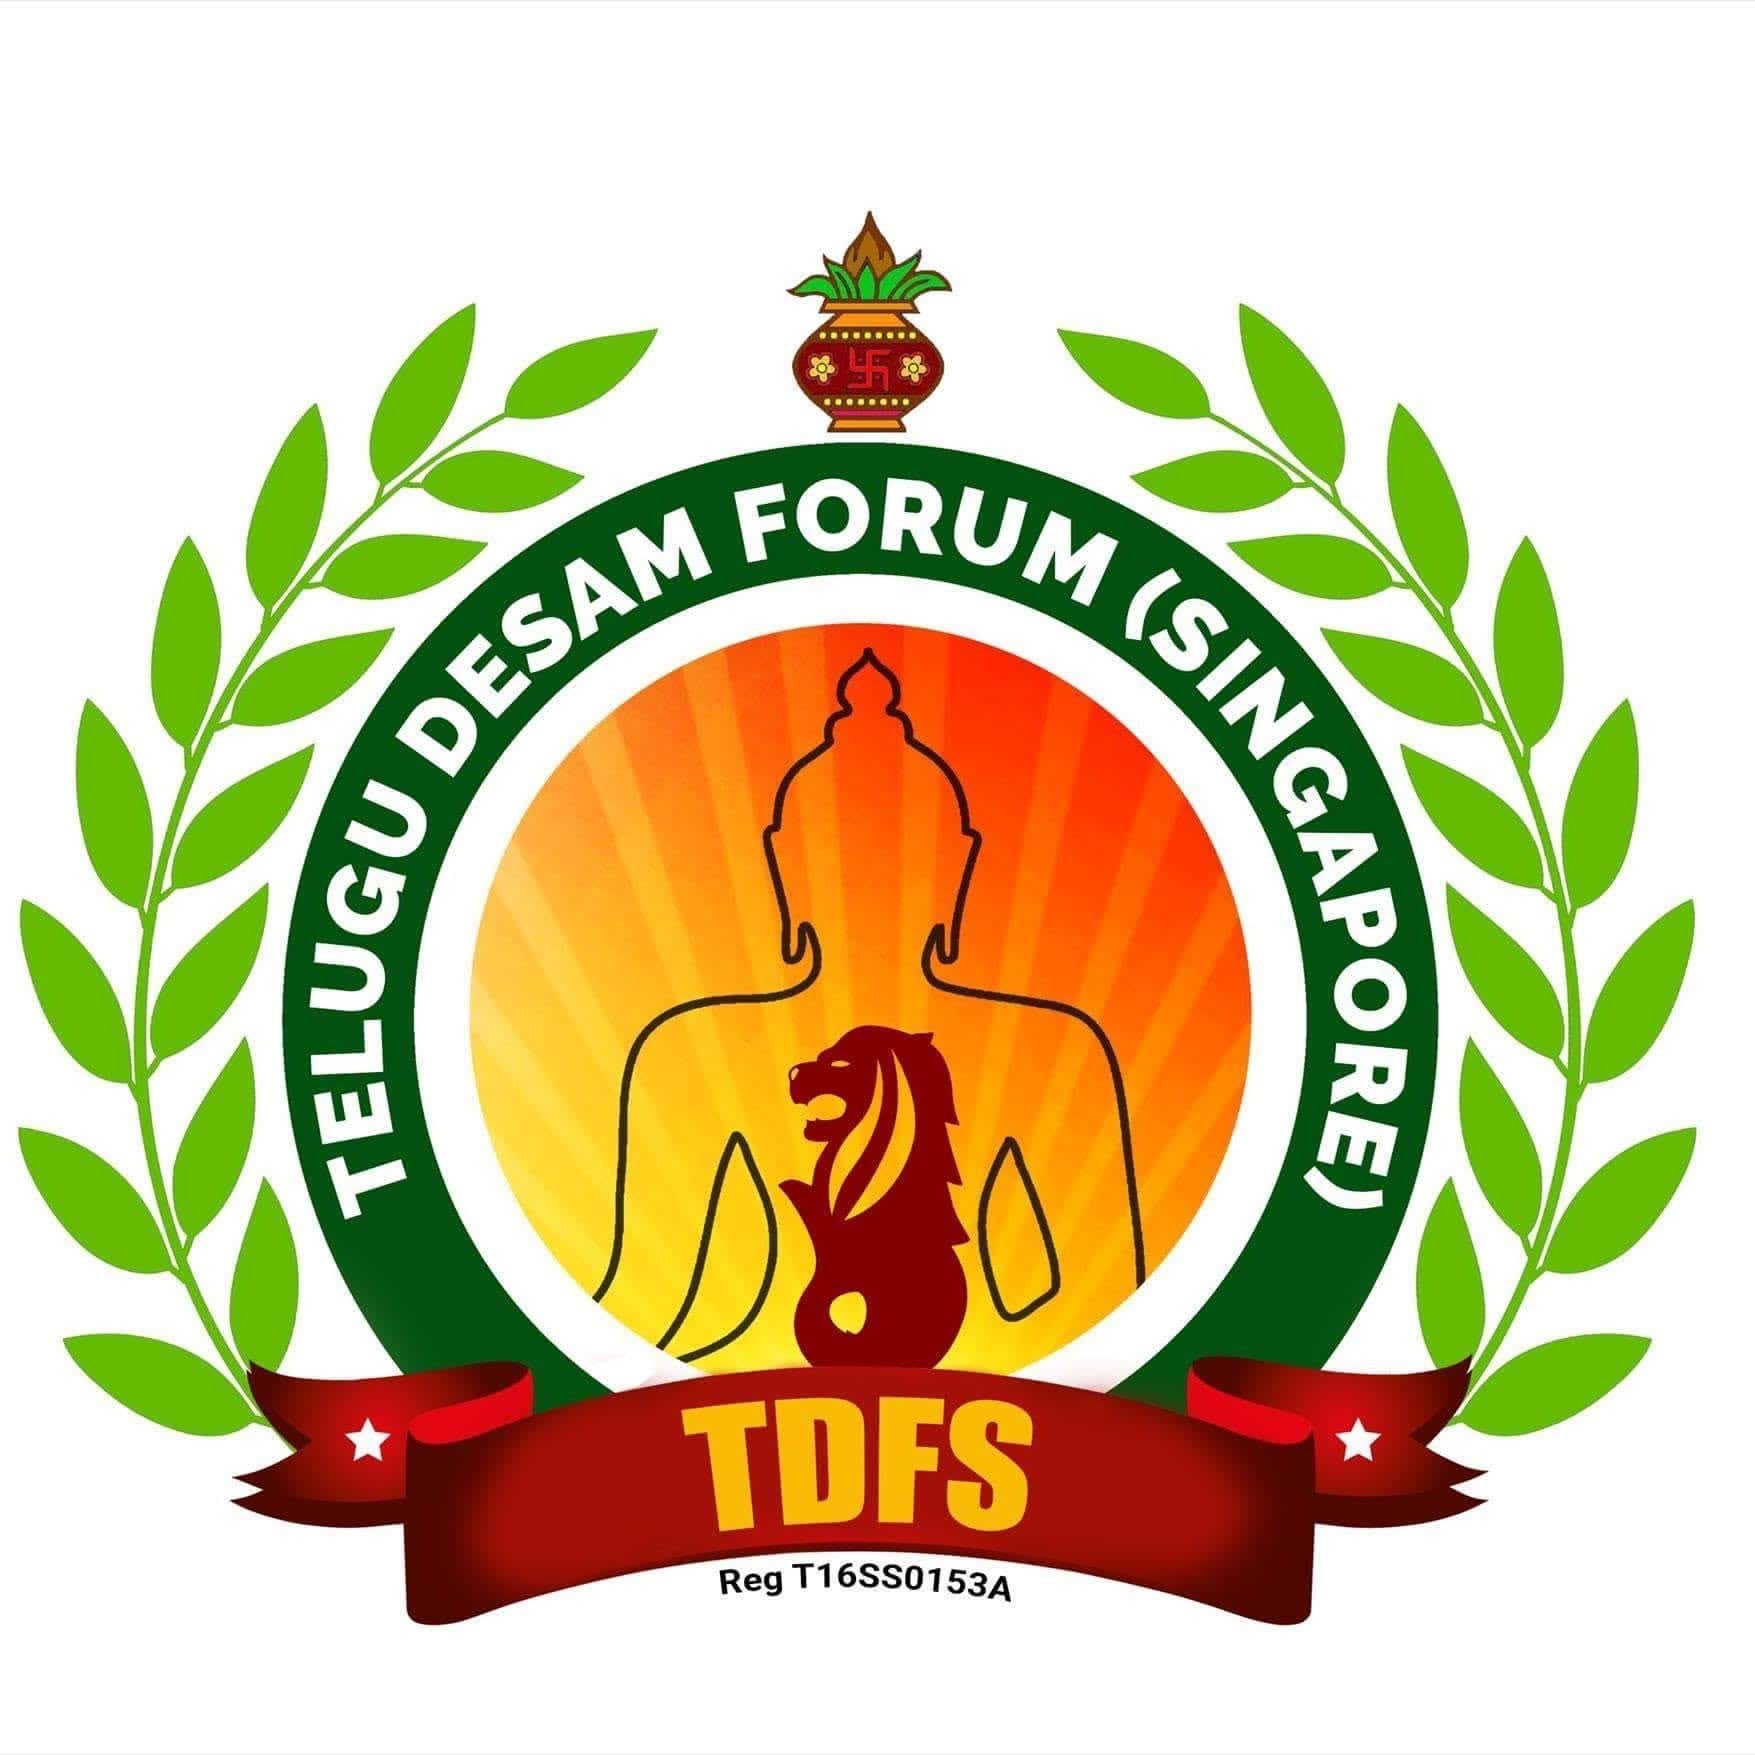 TELUGU DESAM FORUM (SINGAPORE)
TDFS
Reg T16SS0153A